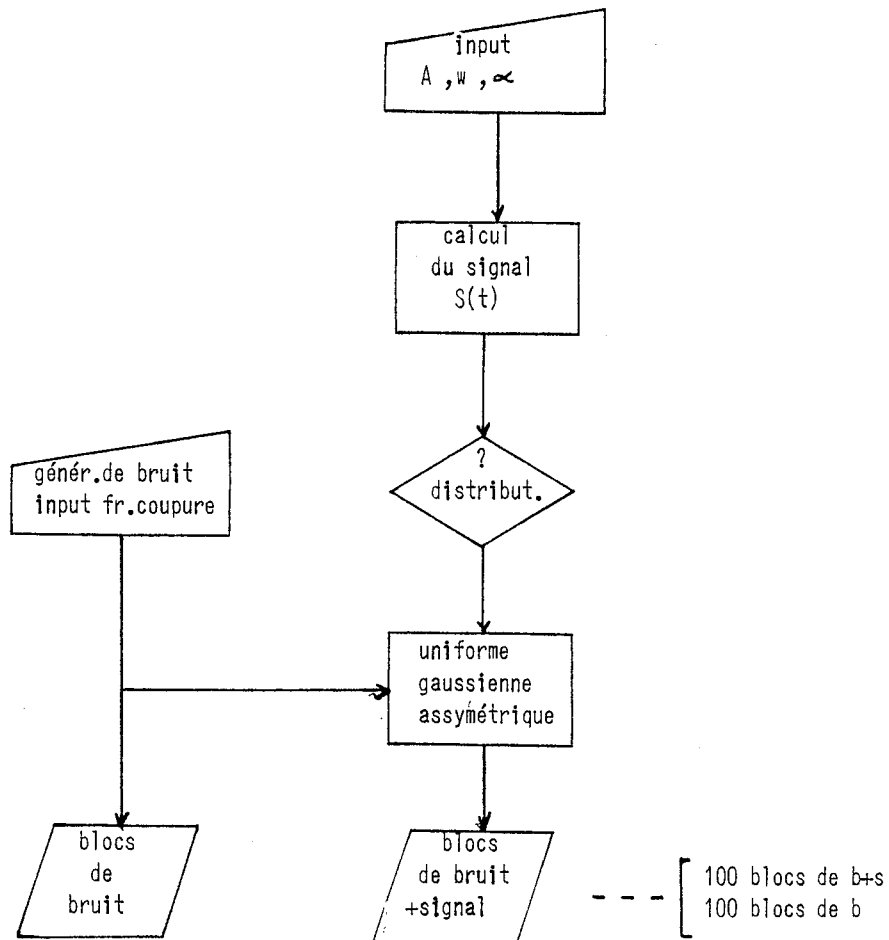 input
A ,w ,∝
calcul
du signal
S(t)
?
distribut.
génér.de bruit
input fr.coupure
uniforme
gaussienne
assymétrique
blocs
de
bruit
blocs
de bruit
+signal
100 blocs de b+s
100 blocs de b